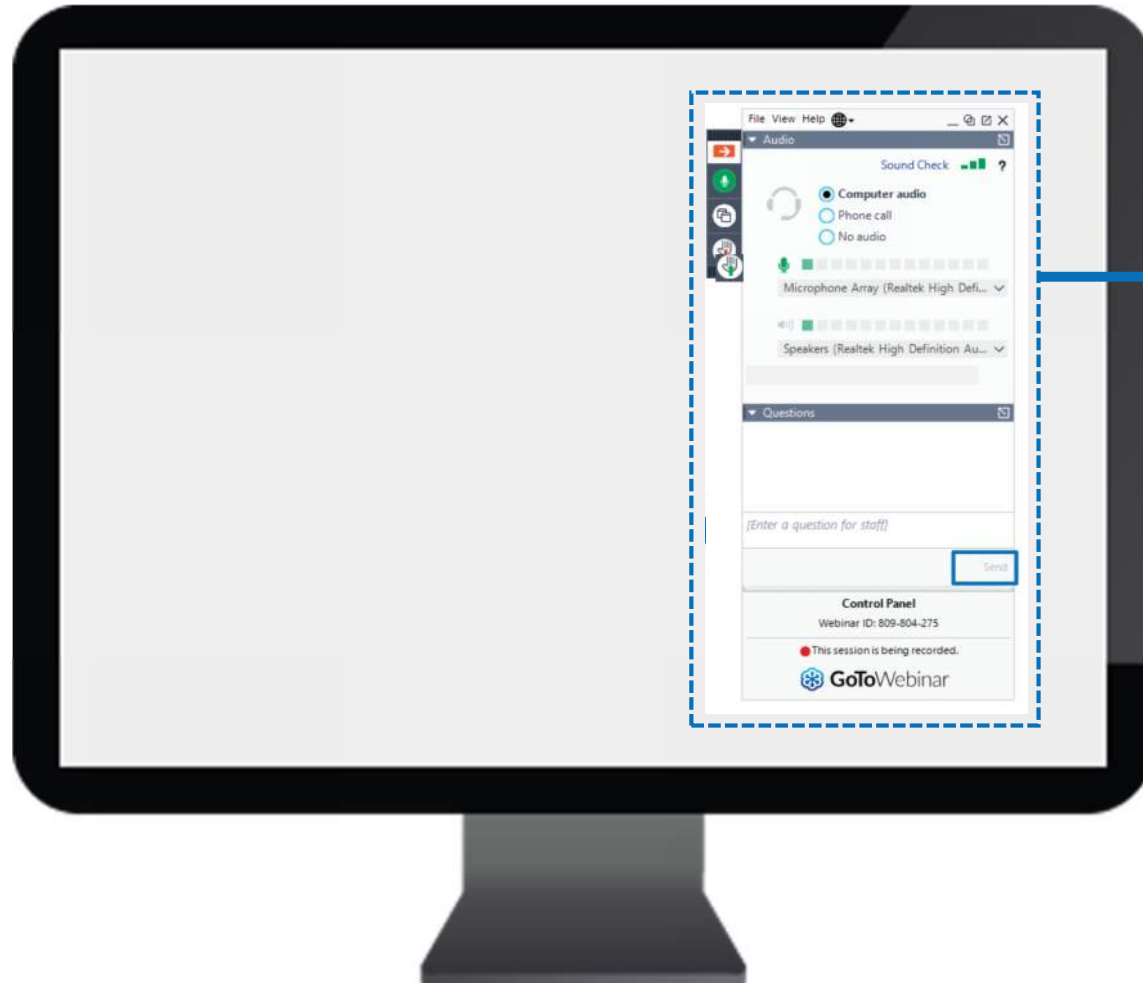 File View Help
Audio
Sound Check ?
Computer audio
Phone call
No audio
Microphone Array (Realtek High Defi...
Speakers (Realtek High Definition Au...
Questions
[Enter a question for staff]
Send
Control Panel
Webinar ID: 809-804-275
This session is being recorded.
GoToWebinar